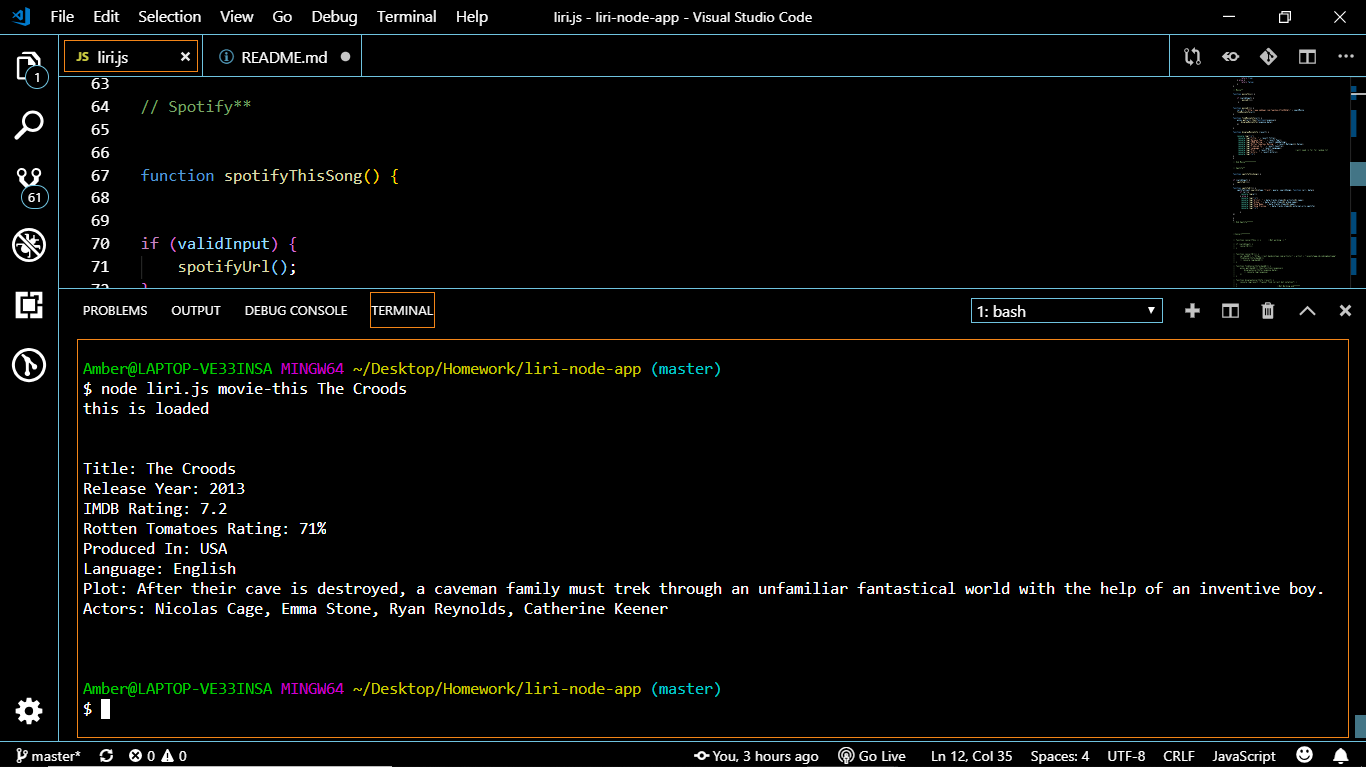 File Edit Selection View Go Debug Terminal Help liri.js - liri-node-app - Visual Studio Code
JS liri.js README.md
1
61
63
64 // Spotify**
65
66
67 function spotifyThisSong() {
68
69
70 if (validInput) {
71 spotifyUrl();
72 }
PROBLEMS OUTPUT DEBUG CONSOLE TERMINAL 1: bash
Amber@LAPTOP-VE33INSA MINGW64 ~/Desktop/Homework/liri-node-app (master)
$ node liri.js movie-this The Croods
this is loaded
Title: The Croods
Release Year: 2013
IMDB Rating: 7.2
Rotten Tomatoes Rating: 71%
Produced In: USA
Language: English
Plot: After their cave is destroyed, a caveman family must trek through an unfamiliar fantastical world with the help of an inventive boy.
Actors: Nicolas Cage, Emma Stone, Ryan Reynolds, Catherine Keener
Amber@LAPTOP-VE33INSA MINGW64 ~/Desktop/Homework/liri-node-app (master)
$
master* 0 0 You, 3 hours ago Go Live Ln 12, Col 35 Spaces: 4 UTF-8 CRLF JavaScript